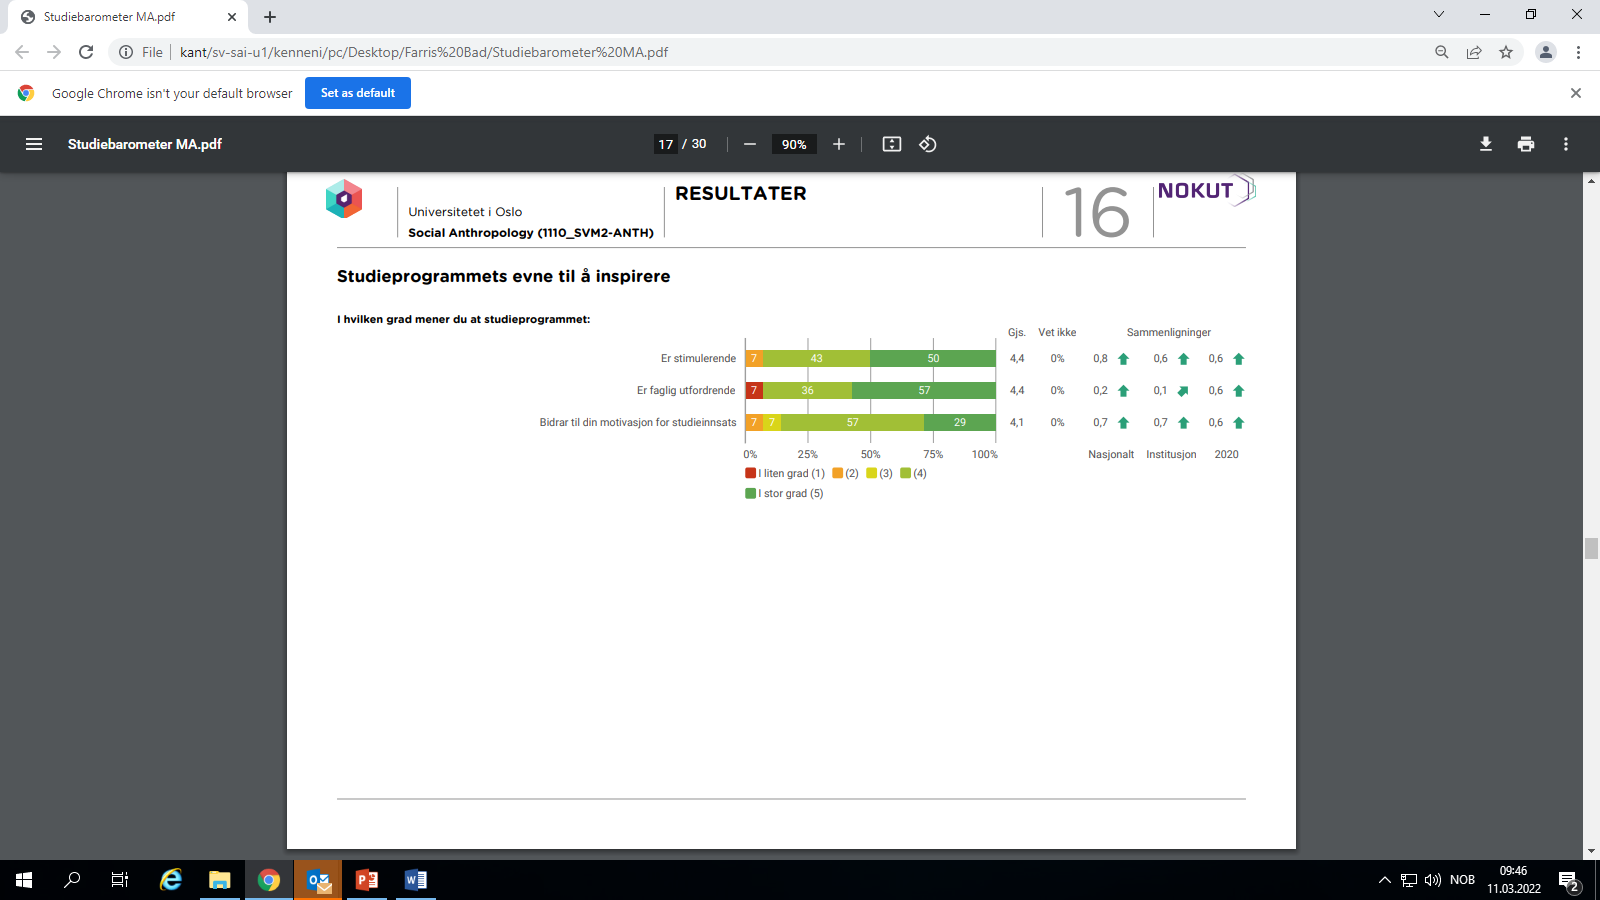 Studiebarometer MA.pdf
File | kant/sv-sai-u1/kenneni/pc/Desktop/Farris%20Bad/Studiebarometer%20MA.pdf
Google Chrome isn't your default browser Set as default
Studiebarometer MA.pdf 17 / 30 90%
RESULTATER
16
NOKUT
Universitetet i Oslo
Social Anthropology (1110_SVM2-ANTH)
Studieprogrammets evne til å inspirere
I hvilken grad mener du at studieprogrammet:
Gjs. Vet ikke Sammenligninger
Er stimulerende 7 43 50 4,4 0% 0,8 0,6 0,6
Er faglig utfordrende 7 36 57 4,4 0% 0,2 0,1 0,6
Bidrar til din motivasjon for studieinnsats 7 7 57 29 4,1 0% 0,7 0,7 0,6
0% 25% 50% 75% 100% Nasjonalt Institusjon 2020
I liten grad (1) (2) (3) (4)
I stor grad (5)
NOB
09:46
11.03.2022
2